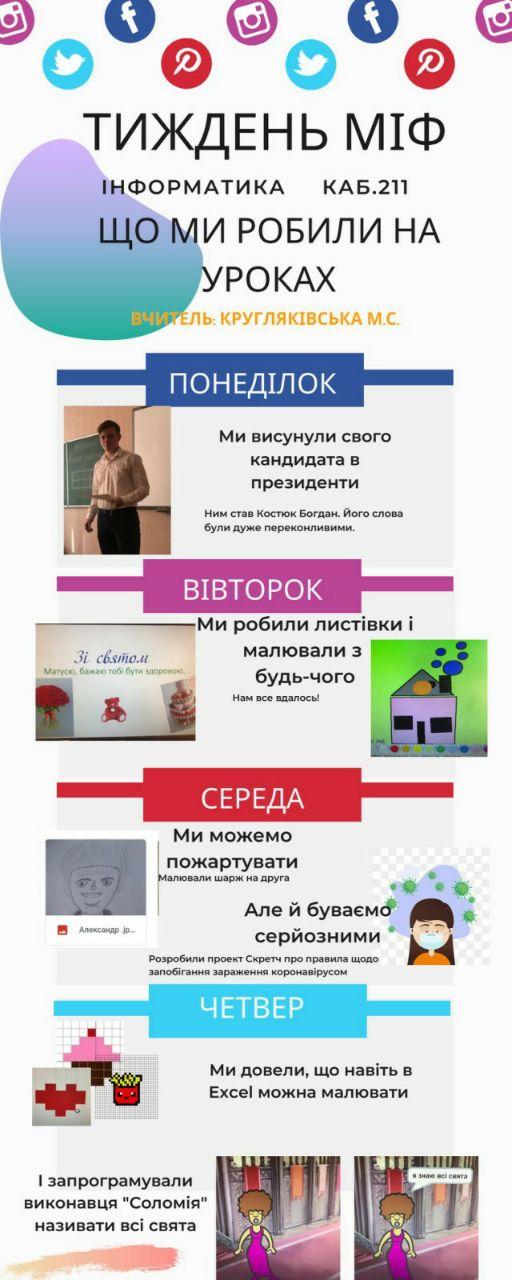 ТИЖДЕНЬ МІФ
ІНФОРМАТИКА КАБ.211
ЩО МИ РОБИЛИ НА
УРОКАХ
ВЧИТЕЛЬ: КРУГЛЯКІВСЬКА М.С.
ПОНЕДІЛОК
Ми висунули свого
кандидата в
президенти
Ним став Костюк Богдан. Його слова
були дуже переконливими.
ВІВТОРОК
Ми робили листівки і
малювали з
будь-чого
Нам все вдалось!
Зі святом
Матусю, бажаю тобі бути здоровою.
СЕРЕДА
Ми можемо
пожартувати
Малювали шарж на друга
Александр .jp...
Але й буваємо
серйозними
Розробили проект Скретч про правила щодо
запобігання зараження коронавірусом
ЧЕТВЕР
Ми довели, що навіть в
Excel можна малювати
І запрограмували
виконавця "Соломія"
називати всі свята
я знаю всі свята